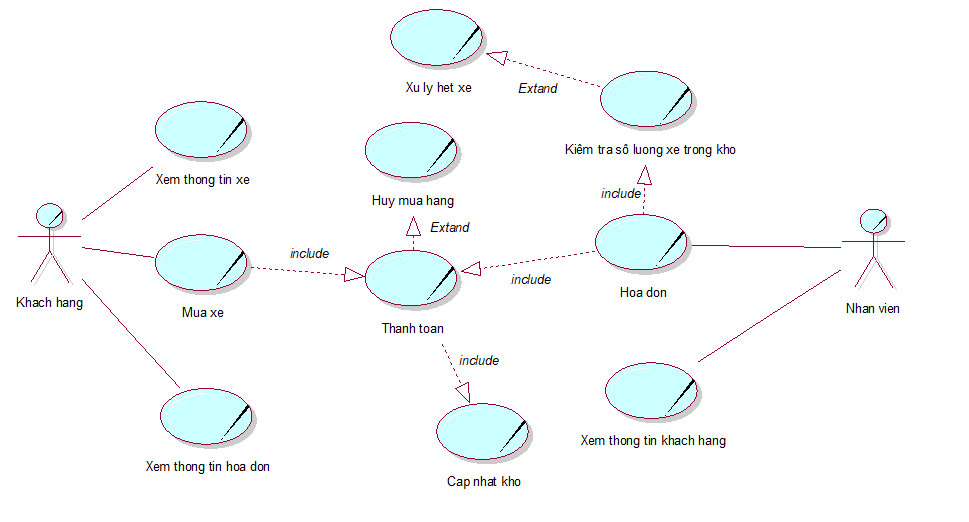 Xu ly het xe
Extand
Kiêm tra sô luong xe trong kho
Xem thong tin xe
Huy mua hang
include
Extand
include
include
Khach hang
Mua xe
Thanh toan
Hoa don
Nhan vien
include
Xem thong tin hoa don
Cap nhat kho
Xem thong tin khach hang